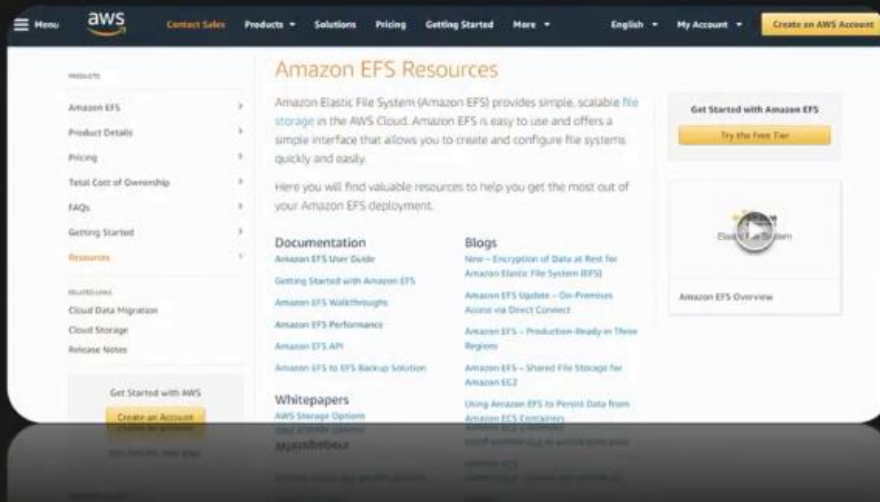 Menu
aws
Contact Sales
Products
Solutions
Pricing
Getting Started
More
English
My Account
Create an AWS Account
PRODUCTS
Amazon EFS
Product Details
Pricing
Total Cost of Ownership
FAQs
Getting Started
Resources
RELATED LINKS
Cloud Data Migration
Cloud Storage
Release Notes
Get Started with AWS
Create an Account
Amazon EFS Resources
Amazon Elastic File System (Amazon EFS) provides simple, scalable file
storage in the AWS Cloud. Amazon EFS is easy to use and offers a
simple interface that allows you to create and configure file systems
quickly and easily.
Here you will find valuable resources to help you get the most out of
your Amazon EFS deployment.
Documentation
Amazon EFS User Guide
Getting Started with Amazon EFS
Amazon EFS Walkthroughs
Amazon EFS Performance
Amazon EFS API
Amazon EFS to EFS Backup Solution
Whitepapers
AWS Storage Options
Blogs
New – Encryption of Data at Rest for
Amazon Elastic File System (EFS)
Amazon EFS Update – On-Premises
Access via Direct Connect
Amazon EFS – Production-Ready in Three
Regions
Amazon EFS – Shared File Storage for
Amazon EC2
Using Amazon EFS to Persist Data from
Amazon ECS Containers
Get Started with Amazon EFS
Try the Free Tier
Elastic File System
Amazon EFS Overview